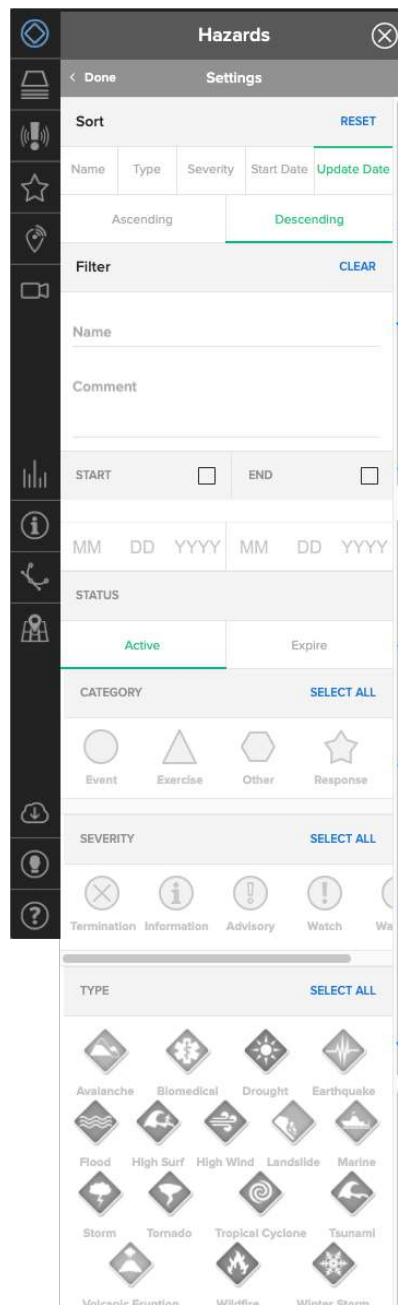 Hazards
< Done Settings
Sort RESET
Name Type Severity Start Date Update Date
Ascending Descending
Filter CLEAR
Name
Comment
START END
MM DD YYYY MM DD YYYY
STATUS
Active Expire
CATEGORY SELECT ALL
Event Exercise Other Response
SEVERITY SELECT ALL
Termination Information Advisory Watch Wa
TYPE SELECT ALL
Avalanche Biomedical Drought Earthquake
Flood High Surf High Wind Landslide Marine
Storm Tornado Tropical Cyclone Tsunami
Volcanic Eruption Wildfire Winter Storm